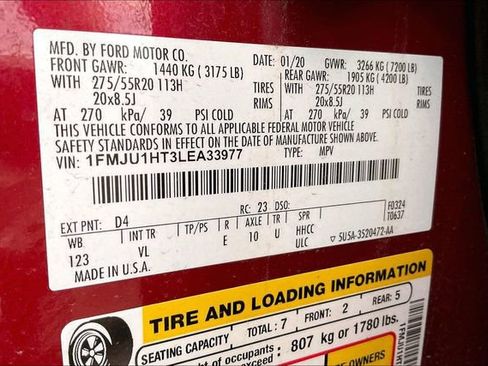 MFD. BY FORD MOTOR CO. 01/20 GVWR: 3266 KG (7200 LB)
FRONT GAWR: 1440 KG (3175 LB) REAR GAWR: 1905 KG (4200 LB)
WITH 275/55R20 113H TIRES WITH 275/55R20 113H TIRES
20x8.5J RIMS 20x8.5J RIMS
AT 270 kPa/ 39 PSI COLD AT 270 kPa/ 39 PSI COLD
THIS VEHICLE CONFORMS TO ALL APPLICABLE FEDERAL MOTOR VEHICLE
SAFETY STANDARDS IN EFFECT ON THE DATE OF MANUFACTURE SHOWN ABOVE.
VIN: 1FMJU1HT3LEA33977 TYPE: MPV
EXT PNT: D4 RC: 23 DSO: F0324
WB INT TR TP/PS R AXLE TR SPR T0637
123 VL E 10 U HHCC
ULC ▽ 5U5A-3520472-AA
MADE IN U.S.A.
TIRE AND LOADING INFORMATION
SEATING CAPACITY TOTAL: 7 FRONT: 2 REAR: 5
of occupants 807 kg or 1780 lbs.
OWNERS